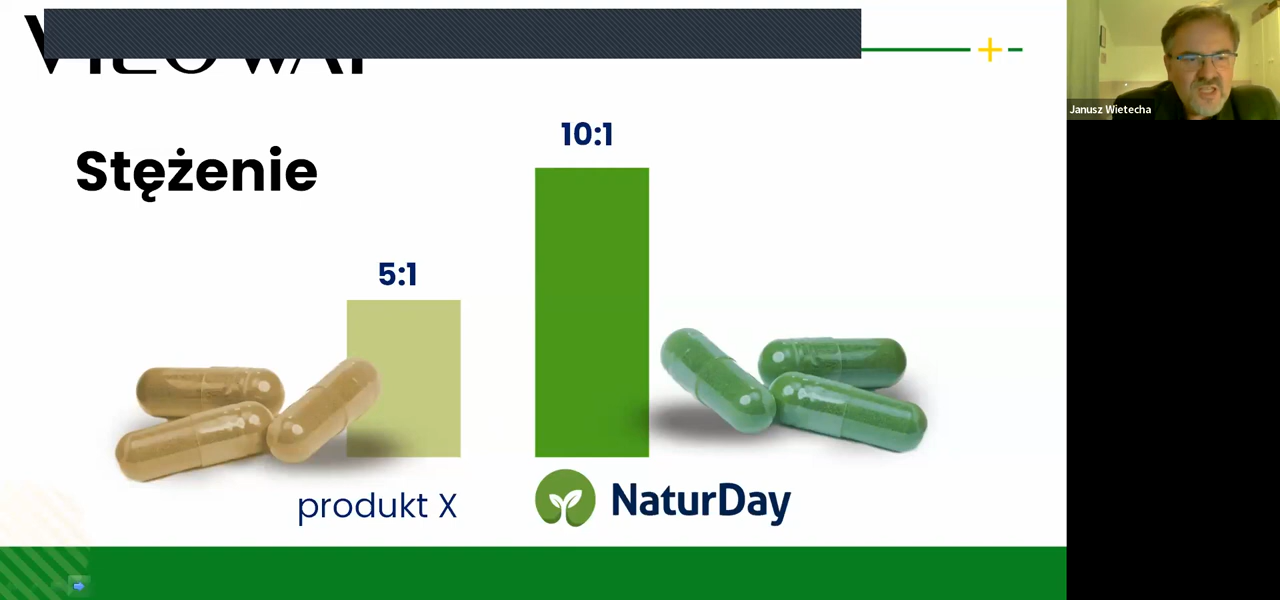 Janusz Wietecha
10:1
Stężenie
5:1
produkt X
NaturDay